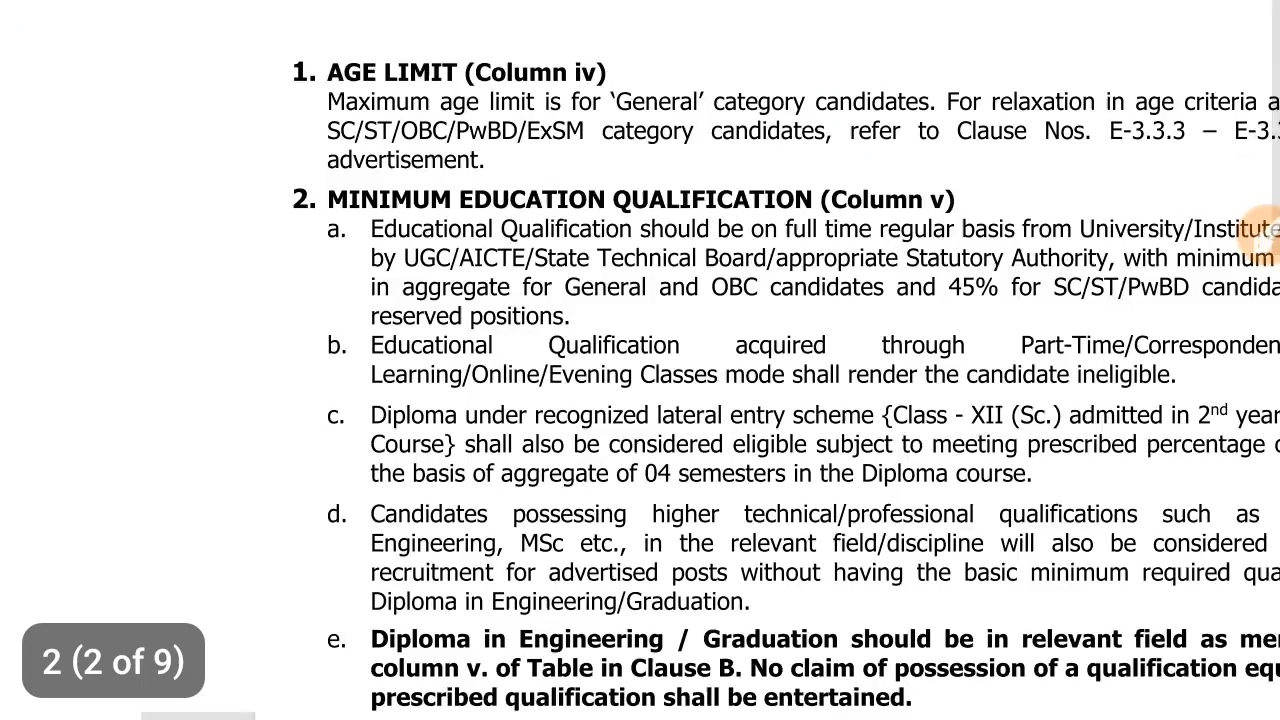 1. AGE LIMIT (Column iv)
Maximum age limit is for ‘General’ category candidates. For relaxation in age criteria
SC/ST/OBC/PwBD/ExSM category candidates, refer to Clause Nos. E-3.3.3 –
advertisement.
2. MINIMUM EDUCATION QUALIFICATION (Column v)
a. Educational Qualification should be on full time regular basis from University/Institute
by UGC/AICTE/State Technical Board/appropriate Statutory Authority, with minimum
in aggregate for General and OBC candidates and 45% for SC/ST/PwBD
reserved positions.
b. Educational Qualification acquired through
Learning/Online/Evening Classes mode shall render the candidate ineligible.
c. Diploma under recognized lateral entry scheme {Class - XII (Sc.) admitted in 2nd year
Course} shall also be considered eligible subject to meeting prescribed percentage
the basis of aggregate of 04 semesters in the Diploma course.
d. Candidates possessing higher technical/professional qualifications such as
Engineering, MSc etc., in the relevant field/discipline will also be considered
recruitment for advertised posts without having the basic minimum required
Diploma in Engineering/Graduation.
e. Diploma in Engineering / Graduation should be in relevant field as
column v. of Table in Clause B. No claim of possession of a qualification
prescribed qualification shall be entertained.
2 (2 of 9)